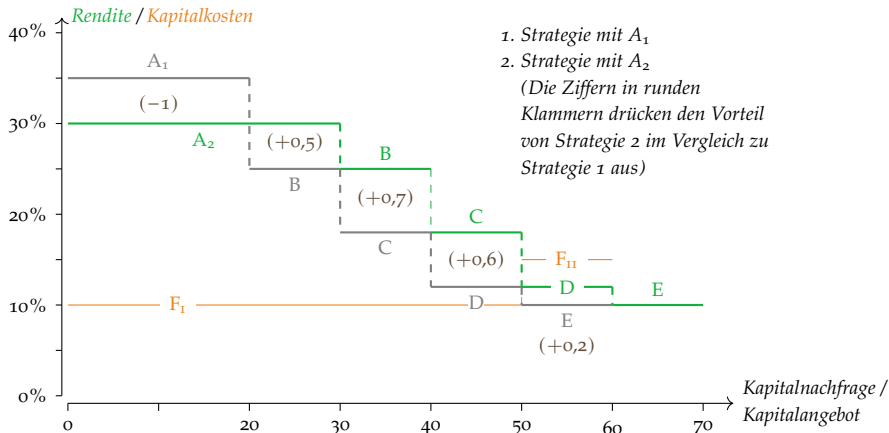 Rendite / Kapitalkosten
40%
1. Strategie mit A₁
2. Strategie mit A₂
(Die Ziffern in runden
Klammern drücken den Vorteil
von Strategie 2 im Vergleich zu
Strategie 1 aus)
A₁
(−1)
30%
A₂
(+0,5)
B
B
(+0,7)
20%
C
C
(+0,6)
F_II
D
E
10%
F_I
D
E
(+0,2)
0%
Kapitalnachfrage /
Kapitalangebot
0 20 30 40 50 60 70